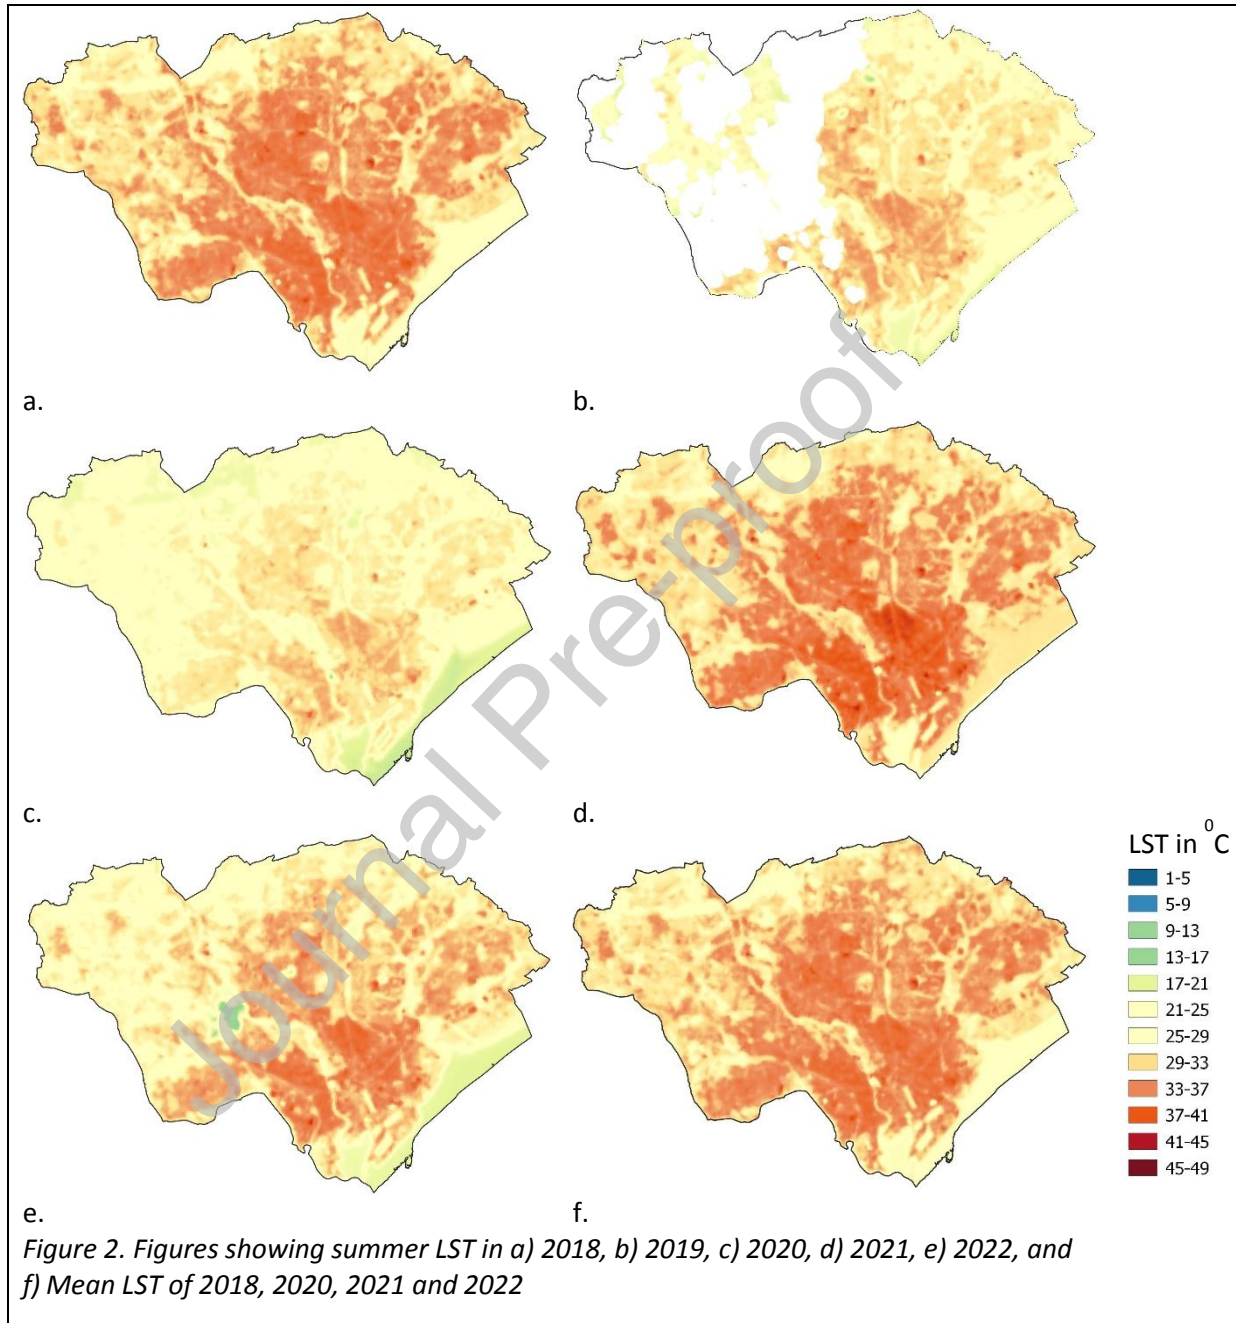 a.
b.
c.
d.
e.
f.
LST in ⁰C
1-5
5-9
9-13
13-17
17-21
21-25
25-29
29-33
33-37
37-41
41-45
45-49
Figure 2. Figures showing summer LST in a) 2018, b) 2019, c) 2020, d) 2021, e) 2022, and
f) Mean LST of 2018, 2020, 2021 and 2022
Journal Pre-proof